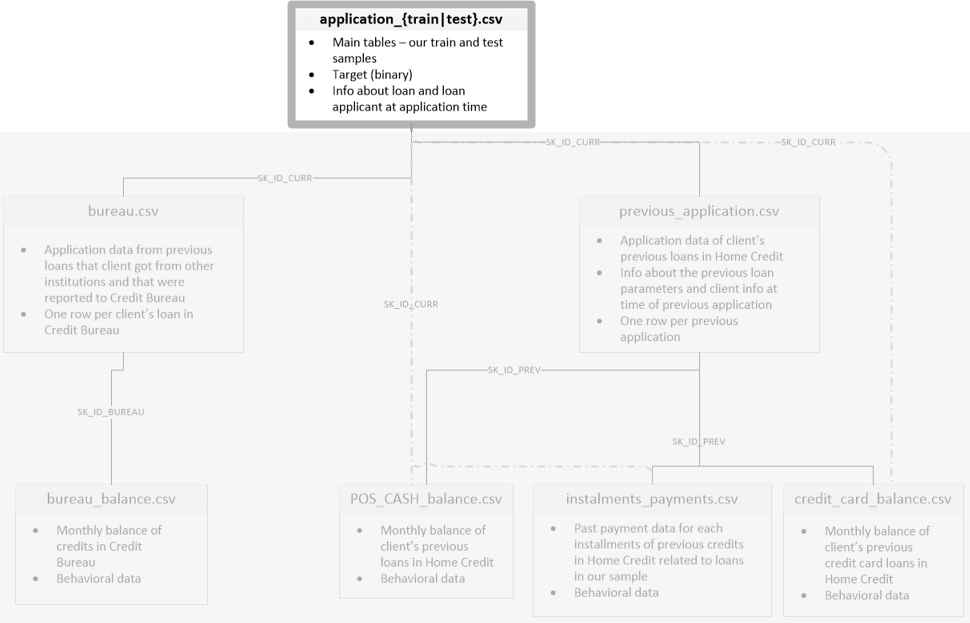 application_{train|test}.csv
• Main tables – our train and test
samples
• Target (binary)
• Info about loan and loan
applicant at application time
SK_ID_CURR
SK_ID_CURR
SK_ID_CURR
bureau.csv
• Application data from previous
loans that client got from other
institutions and that were
reported to Credit Bureau
• One row per client's loan in
Credit Bureau
previous_application.csv
• Application data of client's
previous loans in Home Credit
• Info about the previous loan
parameters and client info at
time of previous application
• One row per previous
application
SK_ID_CURR
SK_ID_PREV
SK_ID_BUREAU
SK_ID_PREV
bureau_balance.csv
• Monthly balance of
credits in Credit
Bureau
• Behavioral data
POS_CASH_balance.csv
• Monthly balance of
client's previous
loans in Home Credit
• Behavioral data
instalments_payments.csv
• Past payment data for each
installments of previous credits
in Home Credit related to loans
in our sample
• Behavioral data
credit_card_balance.csv
• Monthly balance of
client's previous
credit card loans in
Home Credit
• Behavioral data